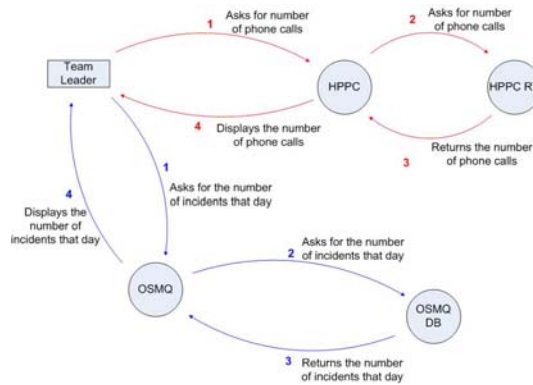 1
Asks for number
of phone calls
2
Asks for number
of phone calls
Team
Leader
HPPC
HPPC R
4
Displays the number
of phone calls
Returns the number
of phone calls
3
1
Asks for the number
of incidents that day
4
Displays the
number of
incidents that day
2
Asks for the number
of incidents that day
OSMQ
OSMQ
DB
3
Returns the number
of incidents that day